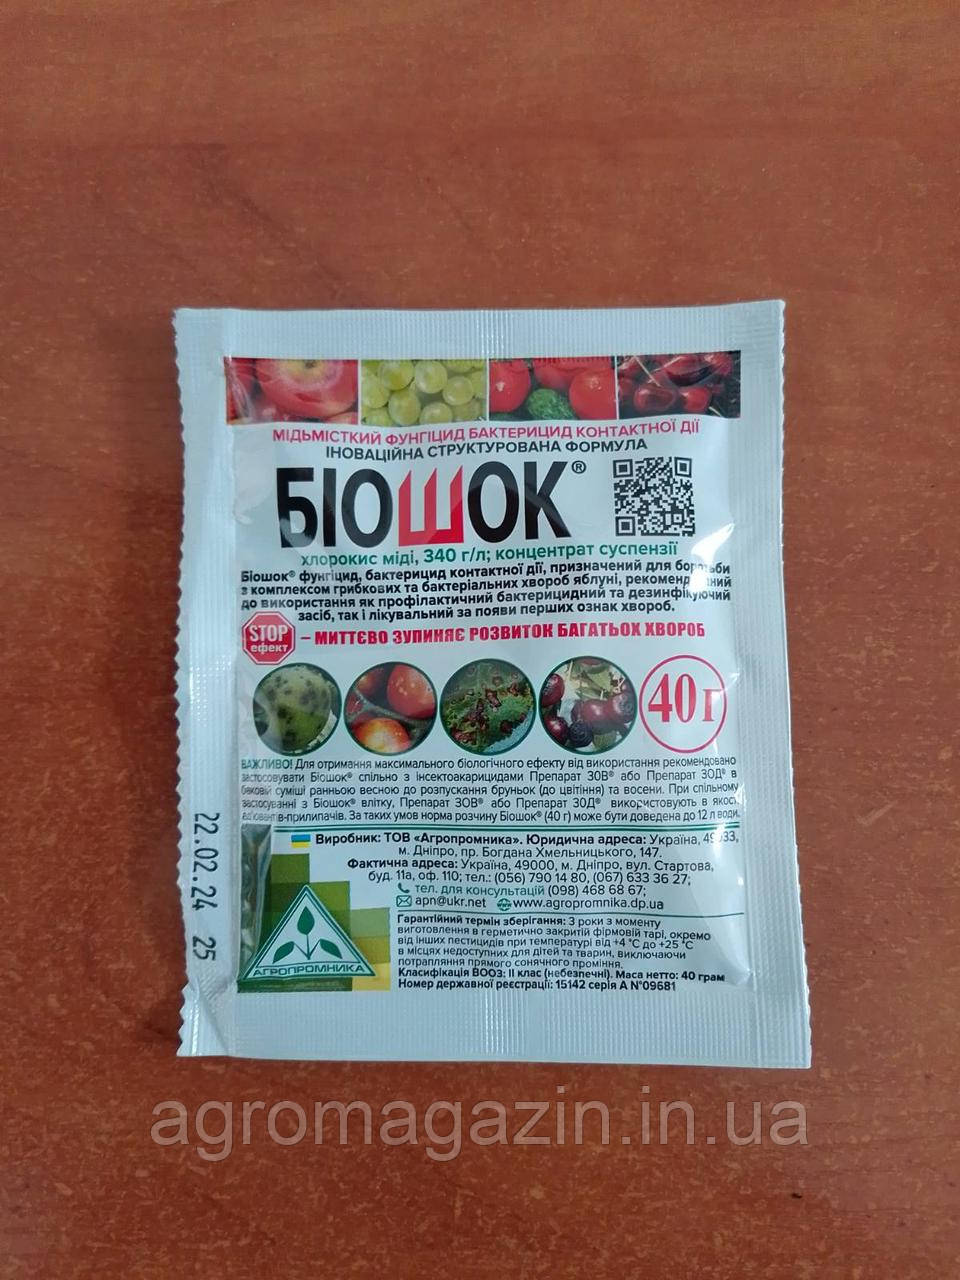 МІДЬМІСТКИЙ ФУНГІЦИД БАКТЕРИЦИД КОНТАКТНОЇ ДІЇ
ІНОВАЦІЙНА СТРУКТУРОВАНА ФОРМУЛА
БІОШОК®
хлорокис міді, 340 г/л; концентрат суспензії
Біошок® фунгіцид, бактерицид контактної дії, призначений для боротьби
з комплексом грибкових та бактеріальних хвороб яблуні, рекомендований
до використання як профілактичний бактерицидний та дезинфікуючий
засіб, так і лікувальний за появи перших ознак хвороб.
STOP
ефект
– МИТТЄВО ЗУПИНЯЄ РОЗВИТОК БАГАТЬОХ ХВОРОБ
40 г
ВАЖЛИВО! Для отримання максимального біологічного ефекту від використання рекомендовано
застосовувати Біошок® спільно з інсектоакарицидами Препарат 30В® або Препарат 30Д® в
баковій суміші ранньою весною до розпускання бруньок (до цвітіння) та восени. При спільному
застосуванні з Біошок® влітку, Препарат 30В® або Препарат 30Д® використовують в якості
ад'ювантів-прилипачів. За таких умов норма розчину Біошок® (40 г) може бути доведена до 12 л води.
Виробник: ТОВ «Агропромника». Юридична адреса: Україна, 49033,
м. Дніпро, пр. Богдана Хмельницького, 147.
Фактична адреса: Україна, 49000, м. Дніпро, вул. Стартова,
буд. 11а, оф. 110; тел.: (056) 790 14 80, (067) 633 36 27;
тел. для консультацій (098) 468 68 67;
apn@ukr.net www.agropromnika.dp.ua
Гарантійний термін зберігання: 3 роки з моменту
виготовлення в герметично закритій фірмовій тарі, окремо
від інших пестицидів при температурі від +4 °С до +25 °С
в місцях недоступних для дітей та тварин, виключаючи
потрапляння прямого сонячного проміння.
Класифікація ВООЗ: II клас (небезпечні). Маса нетто: 40 грам
Номер державної реєстрації: 15142 серія А №09681
АГРОПРОМНИКА
22.02.24 25
agromagazin.in.ua